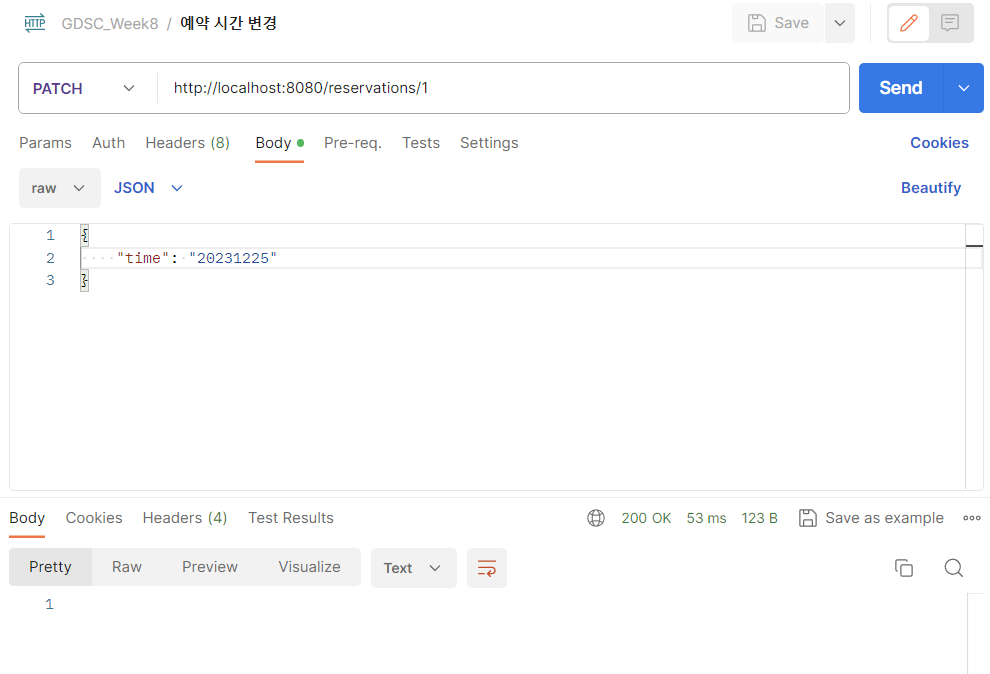 HTTP GDSC_Week8 / 예약 시간 변경 Save
PATCH http://localhost:8080/reservations/1 Send
Params Auth Headers (8) Body Pre-req. Tests Settings Cookies
raw JSON Beautify
1 {
2 "time": "20231225"
3 }
Body Cookies Headers (4) Test Results 200 OK 53 ms 123 B Save as example
Pretty Raw Preview Visualize Text
1